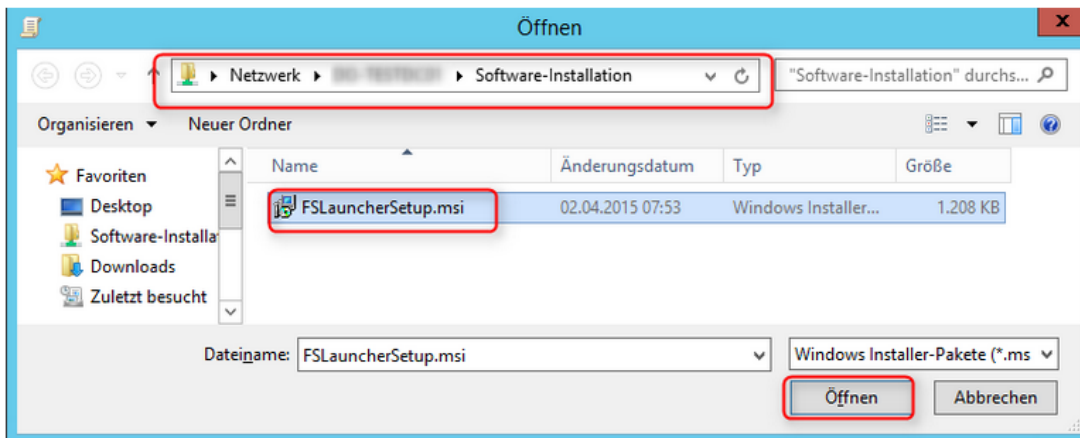 Öffnen
Netzwerk Software-Installation
"Software-Installation" durchs...
Organisieren Neuer Ordner
Name Änderungsdatum Typ Größe
Favoriten
Desktop
Software-Installa
Downloads
Zuletzt besucht
FSLauncherSetup.msi 02.04.2015 07:53 Windows Installer... 1.208 KB
Dateiname: FSLauncherSetup.msi Windows Installer-Pakete (*.ms
Öffnen Abbrechen